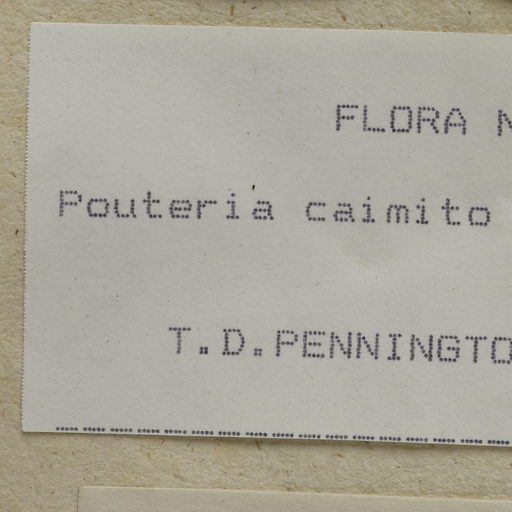 FLORA N
Pouteria caimito
T.D.PENNINGTO